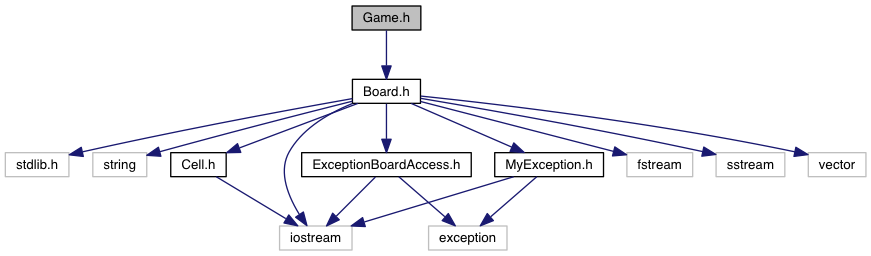 Game.h
Board.h
stdlib.h
string
Cell.h
ExceptionBoardAccess.h
MyException.h
fstream
sstream
vector
iostream
exception